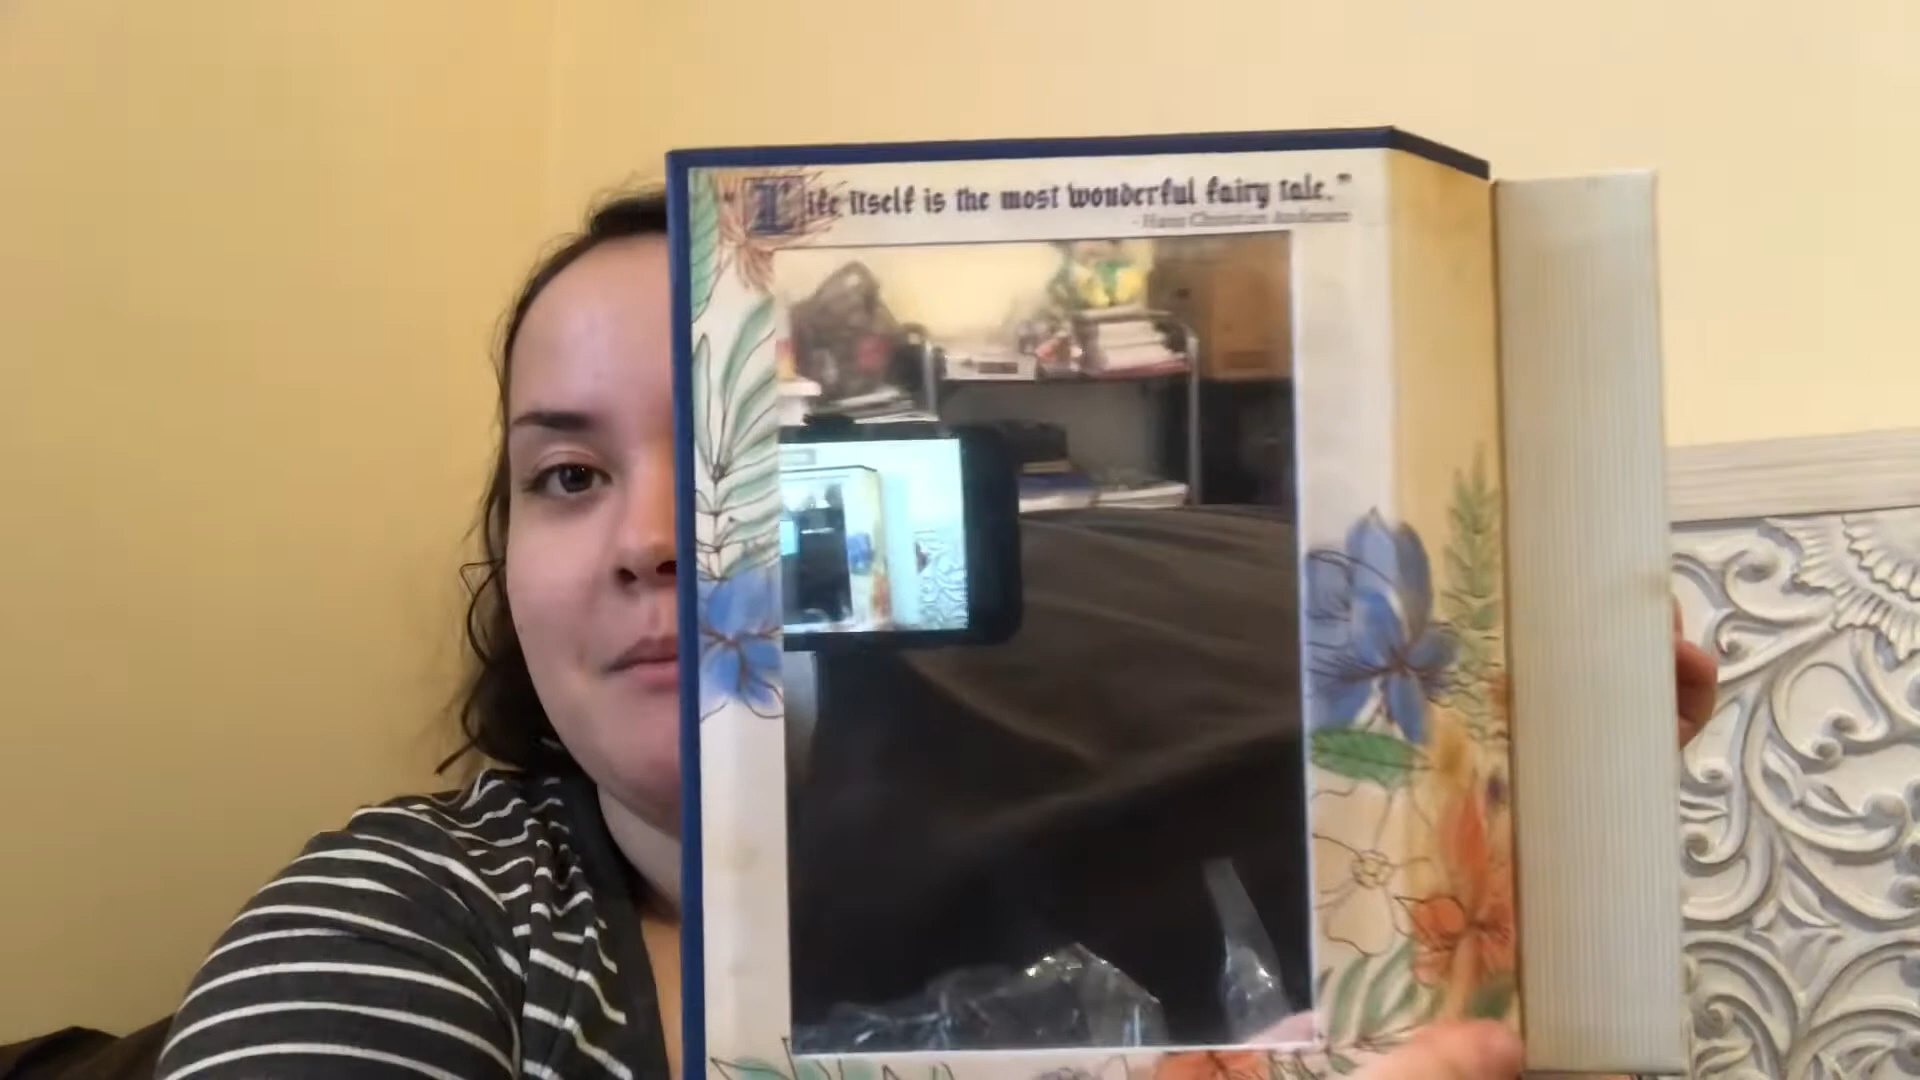 "Life itself is the most wonderful fairy tale."
- Hans Christian Andersen